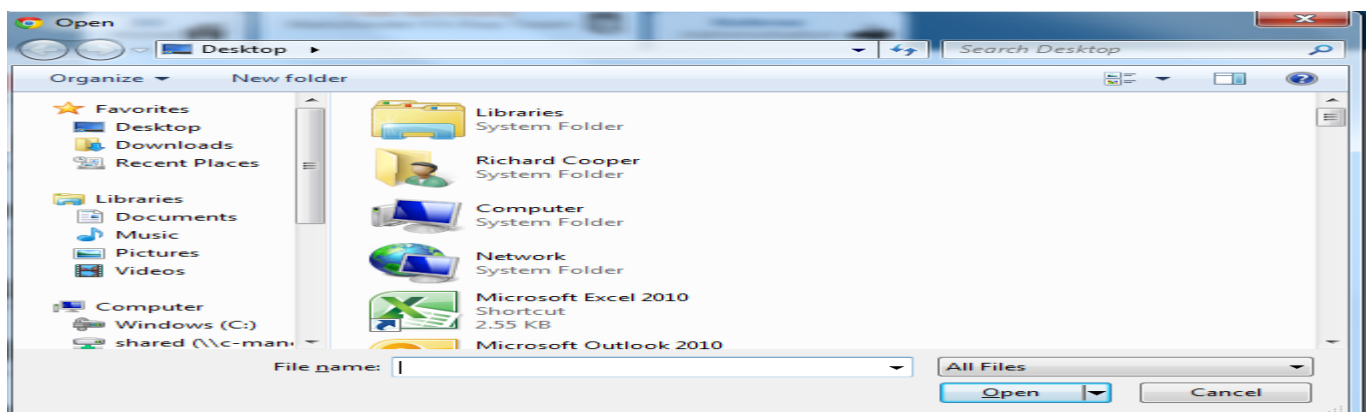 Open
Desktop
Search Desktop
Organize
New folder
Favorites
Desktop
Downloads
Recent Places
Libraries
Documents
Music
Pictures
Videos
Computer
Windows (C:)
shared (\\c-man
Libraries
System Folder
Richard Cooper
System Folder
Computer
System Folder
Network
System Folder
Microsoft Excel 2010
Shortcut
2.55 KB
Microsoft Outlook 2010
File name:
All Files
Open
Cancel